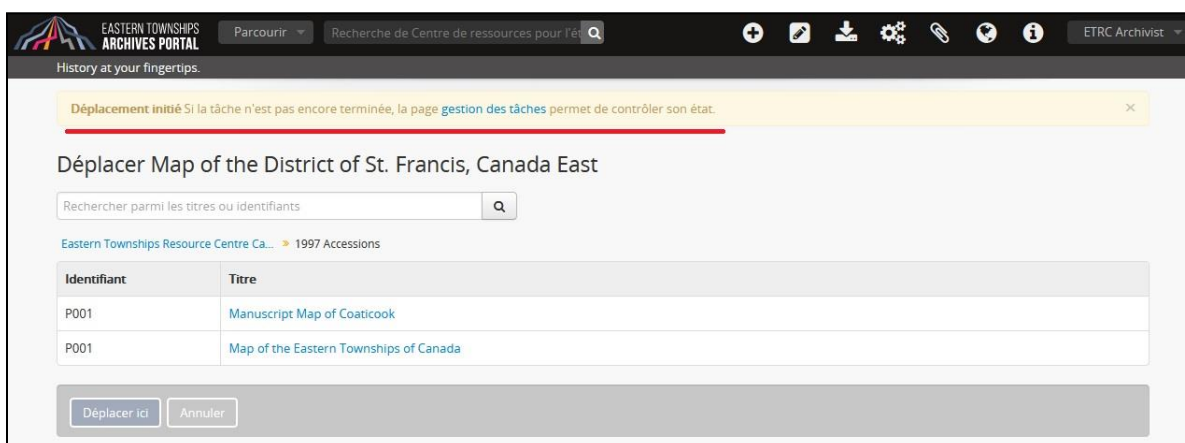 EASTERN TOWNSHIPS
ARCHIVES PORTAL
Parcourir
Recherche de Centre de ressources pour l'ét
ETRC Archivist
History at your fingertips.
Déplacement initié Si la tâche n'est pas encore terminée, la page gestion des tâches permet de contrôler son état.
×
Déplacer Map of the District of St. Francis, Canada East
Rechercher parmi les titres ou identifiants
Eastern Townships Resource Centre Ca... » 1997 Accessions
Identifiant Titre
P001 Manuscript Map of Coaticook
P001 Map of the Eastern Townships of Canada
Déplacer ici Annuler